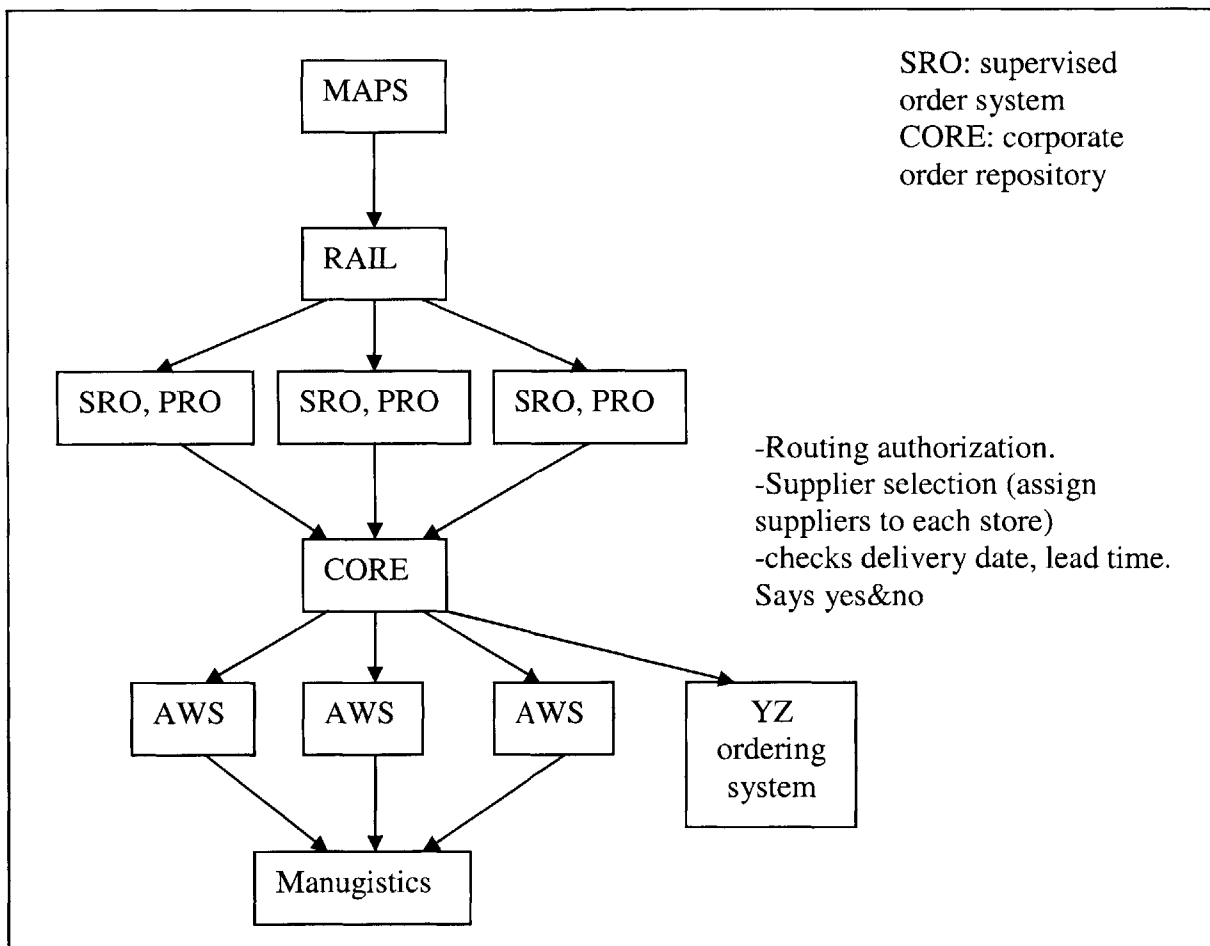 MAPS
SRO: supervised
order system
CORE: corporate
order repository
RAIL
SRO, PRO
SRO, PRO
SRO, PRO
-Routing authorization.
-Supplier selection (assign
suppliers to each store)
-checks delivery date, lead time.
Says yes&no
CORE
AWS
AWS
AWS
YZ
ordering
system
Manugistics